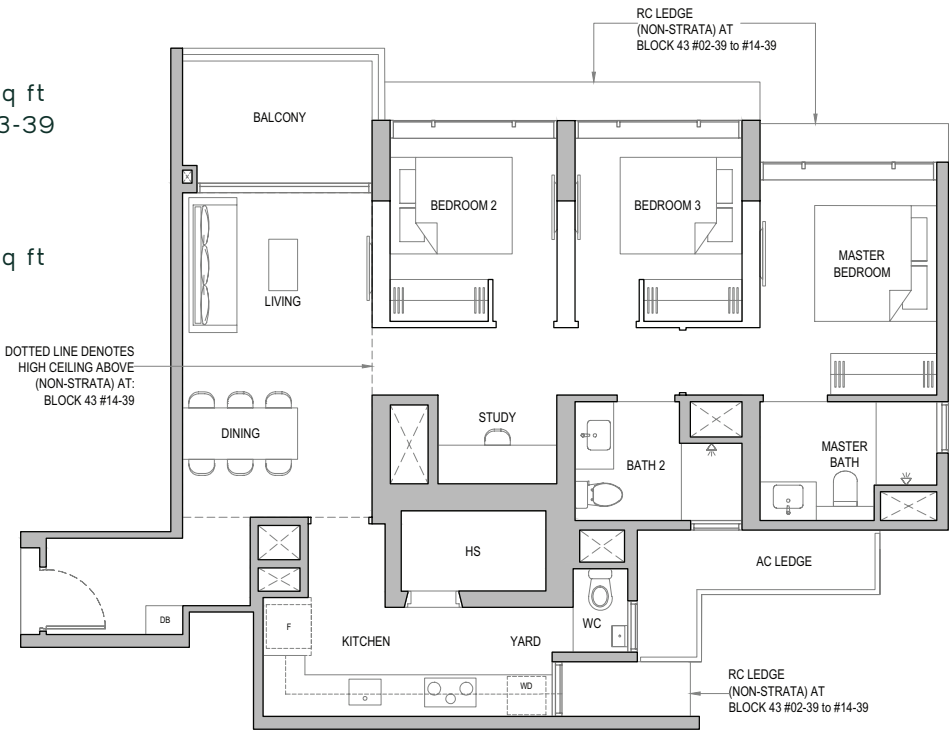 RC LEDGE
(NON-STRATA) AT
BLOCK 43 #02-39 to #14-39
q ft
3-39
BALCONY
BEDROOM 2
BEDROOM 3
MASTER
BEDROOM
q ft
LIVING
DOTTED LINE DENOTES
HIGH CEILING ABOVE
(NON-STRATA) AT:
BLOCK 43 #14-39
DINING
STUDY
BATH 2
MASTER
BATH
HS
AC LEDGE
DB
F
KITCHEN
YARD
WC
WD
RC LEDGE
(NON-STRATA) AT
BLOCK 43 #02-39 to #14-39